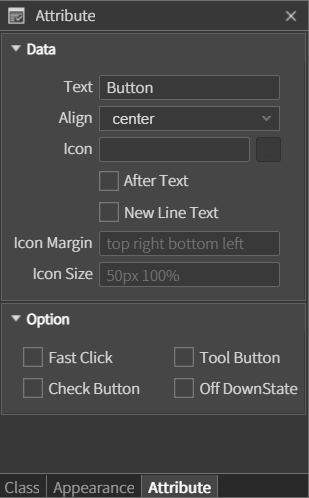 Attribute
Data
Text Button
Align center
Icon
After Text
New Line Text
Icon Margin top right bottom left
Icon Size 50px 100%
Option
Fast Click Tool Button
Check Button Off DownState
Class Appearance Attribute